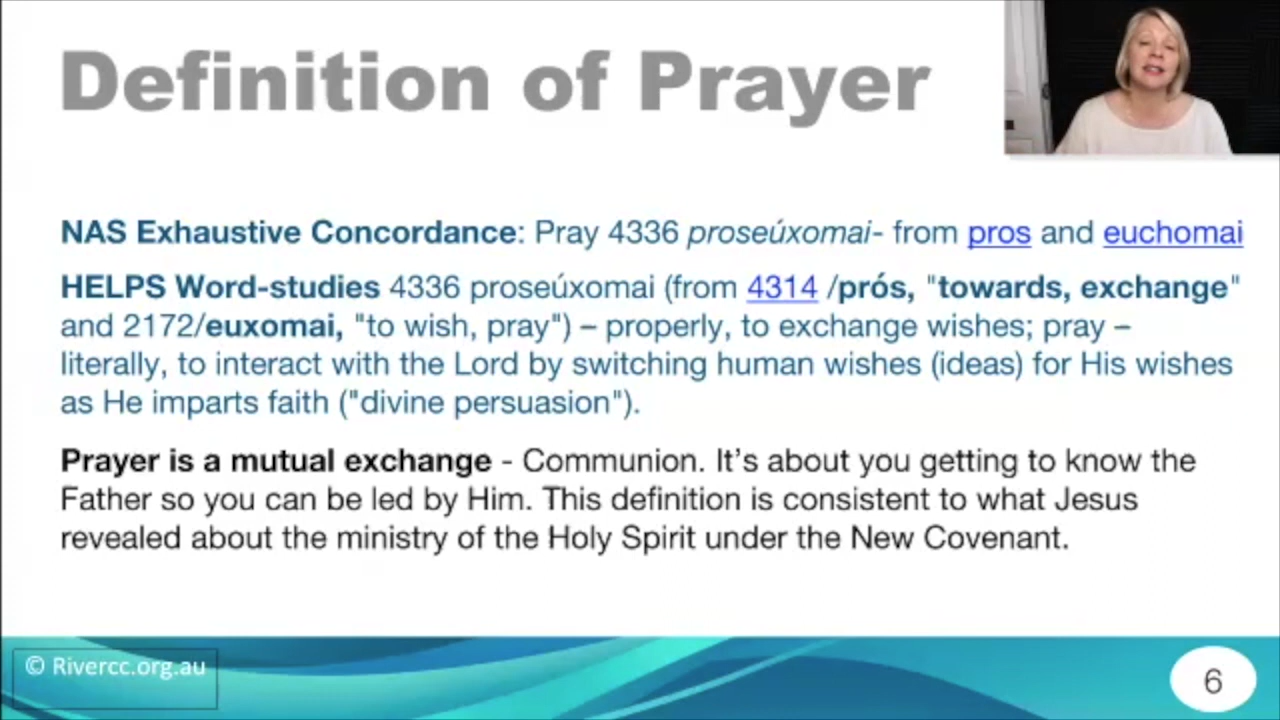 Definition of Prayer
NAS Exhaustive Concordance: Pray 4336 proseúxomai- from pros and euchomai
HELPS Word-studies 4336 proseúxomai (from 4314 /prós, "towards, exchange"
and 2172/euxomai, "to wish, pray") – properly, to exchange wishes; pray –
literally, to interact with the Lord by switching human wishes (ideas) for His wishes
as He imparts faith ("divine persuasion").
Prayer is a mutual exchange - Communion. It’s about you getting to know the
Father so you can be led by Him. This definition is consistent to what Jesus
revealed about the ministry of the Holy Spirit under the New Covenant.
© Rivercc.org.au
6